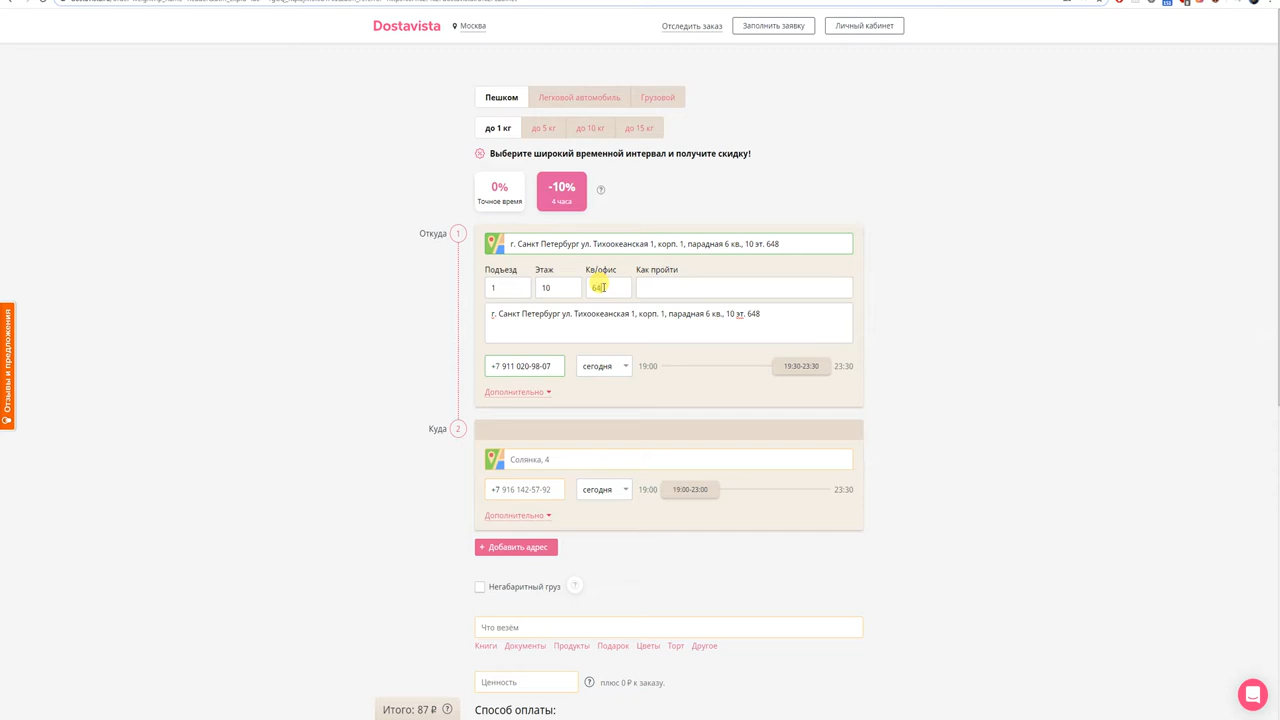 Dostavista
Москва
Отследить заказ
Заполнить заявку
Личный кабинет
Пешком
Легковой автомобиль
Грузовой
до 1 кг
до 5 кг
до 10 кг
до 15 кг
Выберите широкий временной интервал и получите скидку!
0%
Точное время
-10%
4 часа
?
Откуда
1
г. Санкт Петербург ул. Тихоокеанская 1, корп. 1, парадная 6 кв., 10 эт. 648
Подъезд
Этаж
Кв/офис
Как пройти
1
10
64
г. Санкт Петербург ул. Тихоокеанская 1, корп. 1, парадная 6 кв., 10 эт. 648
+7 911 020-98-07
сегодня
19:00
19:30-23:30
23:30
Дополнительно
Куда
2
Солянка, 4
+7 916 142-57-92
сегодня
19:00
19:00-23:00
23:30
Дополнительно
+ Добавить адрес
Негабаритный груз
?
Что везём
Книги
Документы
Продукты
Подарок
Цветы
Торт
Другое
Ценность
?
плюс 0 ₽ к заказу.
Итого: 87 ₽
?
Способ оплаты:
Отзывы и предложения